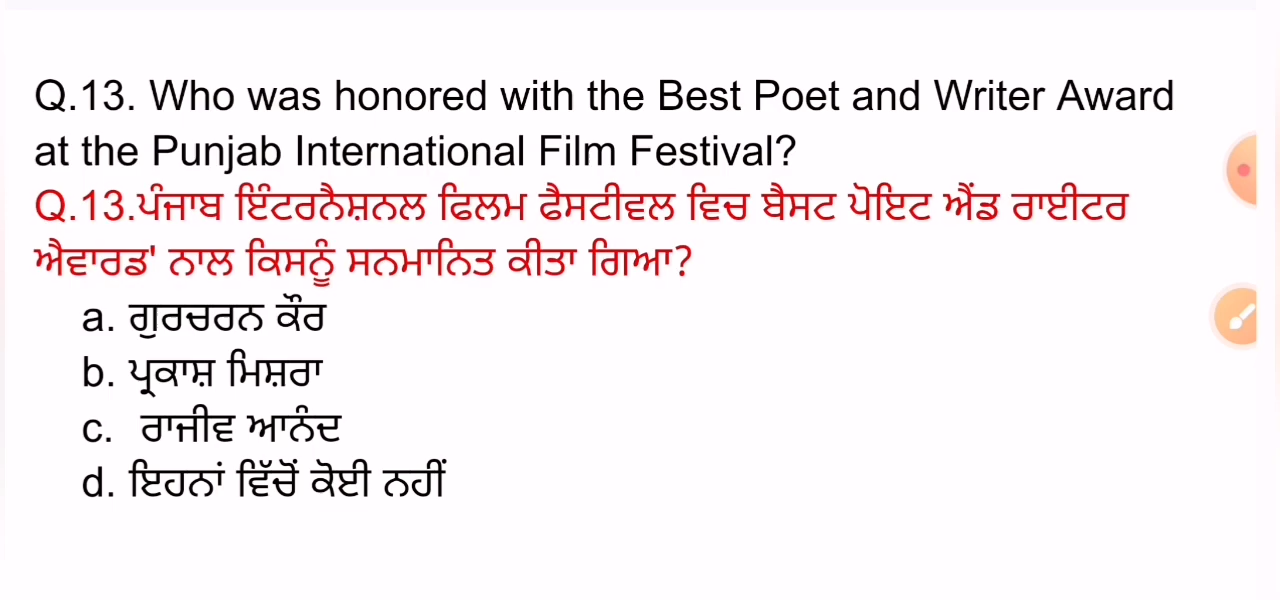 Q.13. Who was honored with the Best Poet and Writer Award
at the Punjab International Film Festival?
Q.13.ਪੰਜਾਬ ਇੰਟਰਨੈਸ਼ਨਲ ਫਿਲਮ ਫੈਸਟੀਵਲ ਵਿਚ ਬੈਸਟ ਪੋਇਟ ਐਂਡ ਰਾਈਟਰ
ਐਵਾਰਡ' ਨਾਲ ਕਿਸਨੂੰ ਸਨਮਾਨਿਤ ਕੀਤਾ ਗਿਆ?
a. ਗੁਰਚਰਨ ਕੌਰ
b. ਪ੍ਰਕਾਸ਼ ਮਿਸ਼ਰਾ
c. ਰਾਜੀਵ ਆਨੰਦ
d. ਇਹਨਾਂ ਵਿੱਚੋਂ ਕੋਈ ਨਹੀਂ